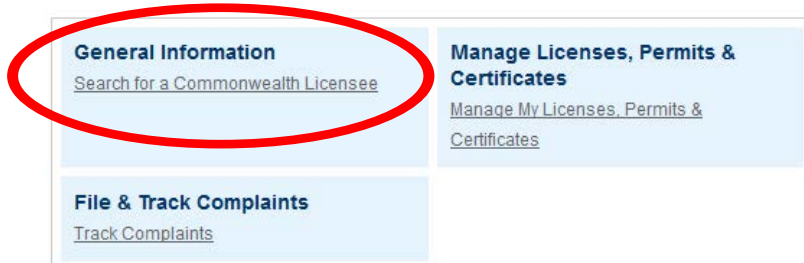 General Information
Search for a Commonwealth Licensee
Manage Licenses, Permits &
Certificates
Manage My Licenses, Permits &
Certificates
File & Track Complaints
Track Complaints